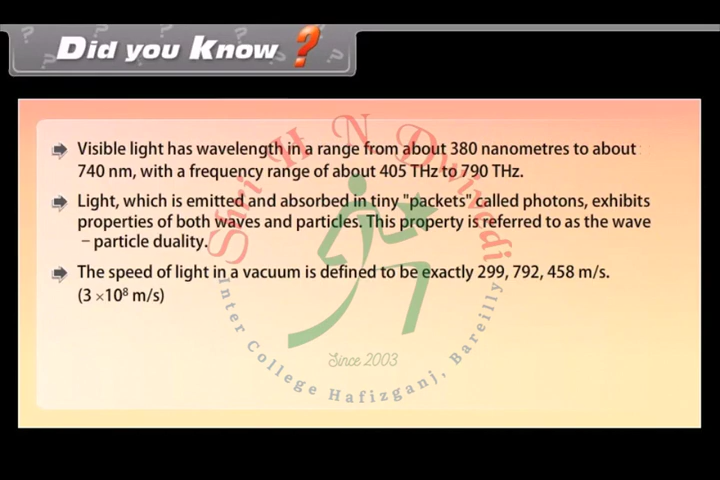 Did you Know ?
Visible light has wavelength in a range from about 380 nanometres to about
740 nm, with a frequency range of about 405 THz to 790 THz.
Light, which is emitted and absorbed in tiny "packets" called photons, exhibits
properties of both waves and particles. This property is referred to as the wave
– particle duality.
The speed of light in a vacuum is defined to be exactly 299, 792, 458 m/s.
(3 ×10⁸ m/s)
Shri H N Dwivedi
Since 2003
Inter College Hafizganj, Bareilly